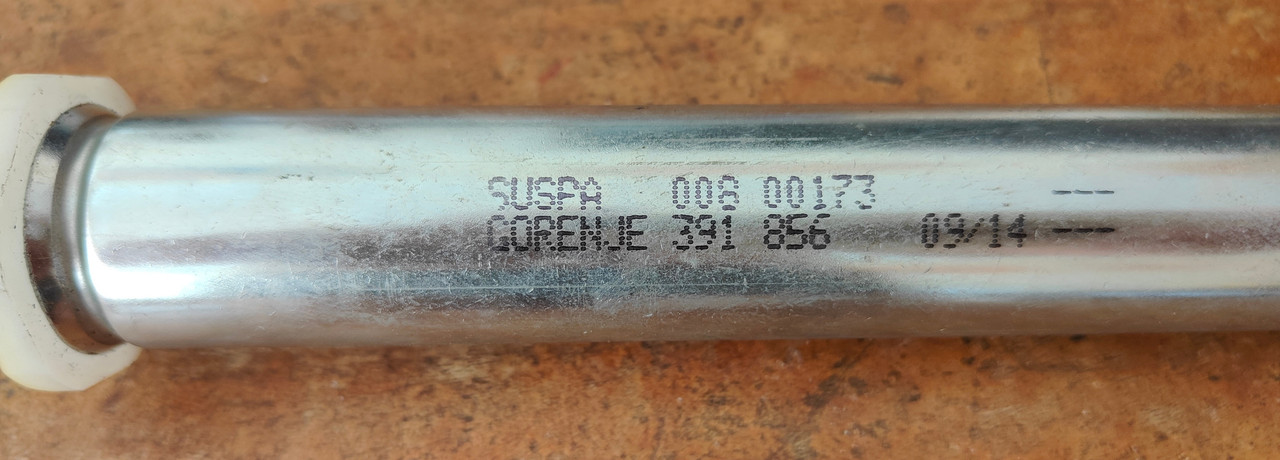 SUSPA 008 00173 ---
GORENJE 391 856 09/14 ---